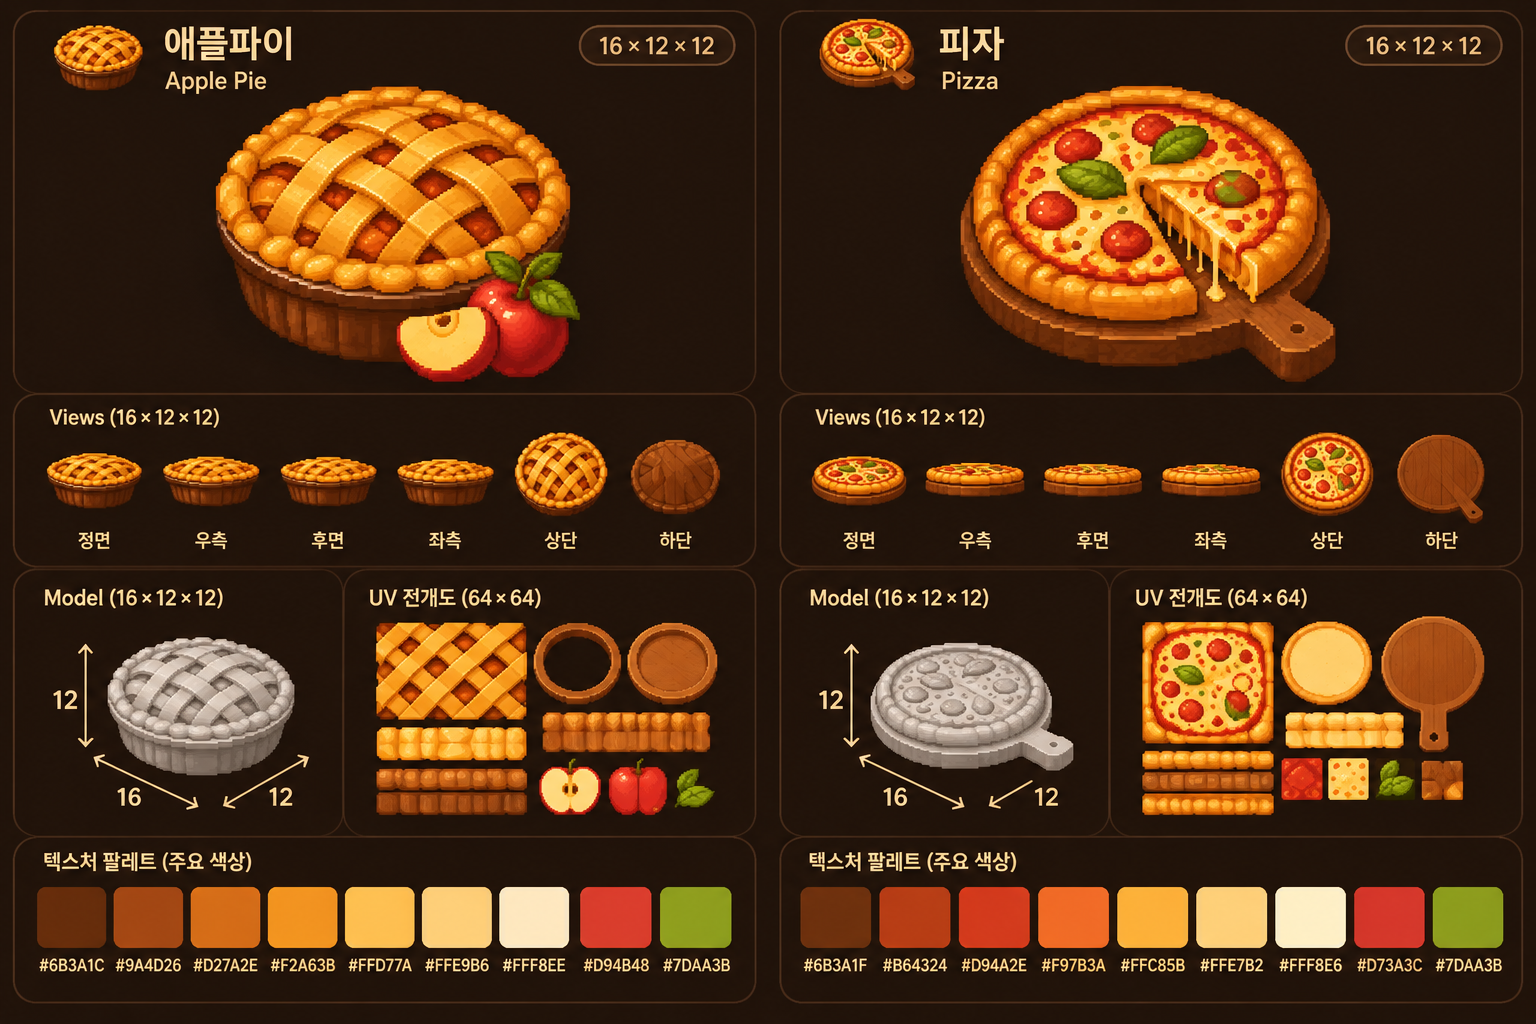 애플파이
Apple Pie
16 × 12 × 12
Views (16 × 12 × 12)
정면 우측 후면 좌측 상단 하단
Model (16 × 12 × 12)
12
16
12
UV 전개도 (64 × 64)
텍스처 팔레트 (주요 색상)
#6B3A1C #9A4D26 #D27A2E #F2A63B #FFD77A #FFE9B6 #FFF8EE #D94B48 #7DAA3B
피자
Pizza
16 × 12 × 12
Views (16 × 12 × 12)
정면 우측 후면 좌측 상단 하단
Model (16 × 12 × 12)
12
16
12
UV 전개도 (64 × 64)
택스처 팔레트 (주요 색상)
#6B3A1F #B64324 #D94A2E #F97B3A #FFC85B #FFE7B2 #FFF8E6 #D73A3C #7DAA3B